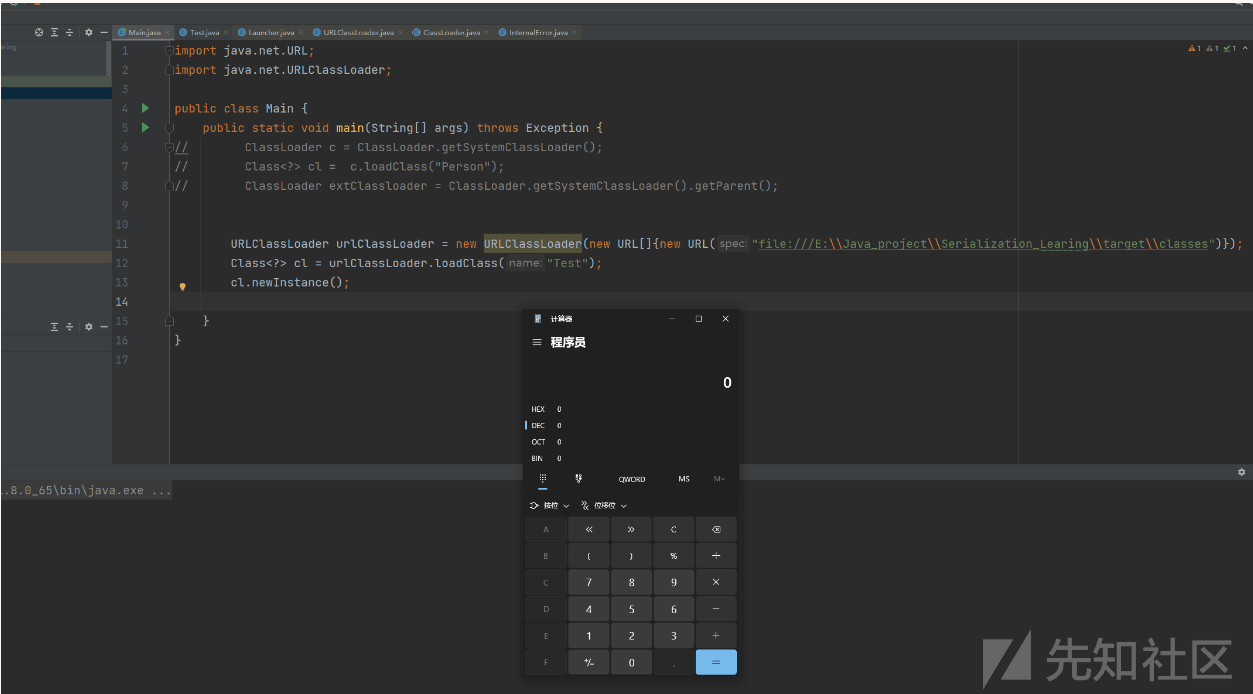 aring
Main.java Test.java Launcher.java URLClassLoader.java ClassLoader.java InternalError.java
1 1 1
1 import java.net.URL;
2 import java.net.URLClassLoader;
3
4 public class Main {
5 public static void main(String[] args) throws Exception {
6 // ClassLoader c = ClassLoader.getSystemClassLoader();
7 // Class<?> cl = c.loadClass("Person");
8 // ClassLoader extClassloader = ClassLoader.getSystemClassLoader().getParent();
9
10
11 URLClassLoader urlClassLoader = new URLClassLoader(new URL[]{new URL( spec: "file:///E:\\Java_project\\Serialization_Learing\\target\\classes")});
12 Class<?> cl = urlClassLoader.loadClass( name: "Test");
13 cl.newInstance();
14
15 }
16 }
17
计算器
程序员
0
HEX 0
DEC 0
OCT 0
BIN 0
QWORD MS M
按位 位移位
A « » C
B ( ) % ÷
C 7 8 9 ×
D 4 5 6 −
E 1 2 3 +
F +/- 0 . =
1.8.0_65\bin\java.exe ...
先知社区